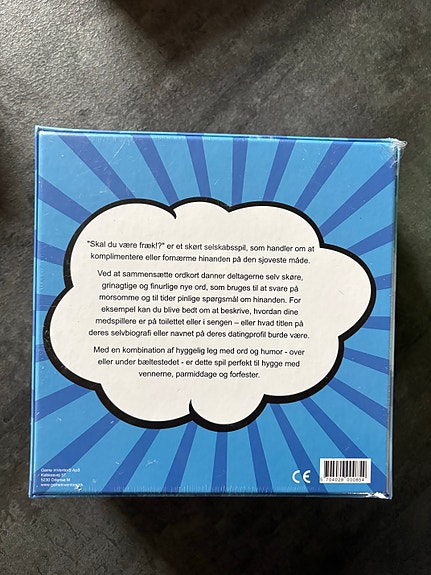 "Skal du være fræk!?" er et skørt selskabsspil, som handler om at
komplimentere eller fornærme hinanden på den sjoveste måde.
Ved at sammensætte ordkort danner deltagerne selv skøre,
grinagtige og finurlige nye ord, som bruges til at svare på
morsomme og til tider pinlige spørgsmål om hinanden. For
eksempel kan du blive bedt om at beskrive, hvordan dine
medspillere er på toilettet eller i sengen – eller hvad titlen på
deres selvbiografi eller navnet på deres datingprofil burde være.
Med en kombination af hyggelig leg med ord og humor - over
eller under bæltestedet - er dette spil perfekt til hygge med
vennerne, parmiddage og forfester.
Game InVentorS ApS
5230 Odense M
CE
5 704028 000854